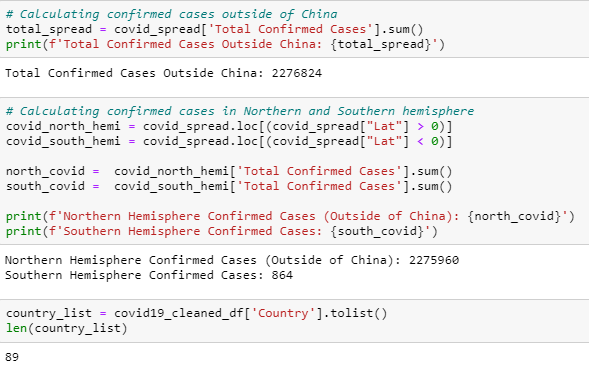 # Calculating confirmed cases outside of China
total_spread = covid_spread['Total Confirmed Cases'].sum()
print(f'Total Confirmed Cases Outside China: {total_spread}')
Total Confirmed Cases Outside China: 2276824
# Calculating confirmed cases in Northern and Southern hemisphere
covid_north_hemi = covid_spread.loc[(covid_spread["Lat"] > 0)]
covid_south_hemi = covid_spread.loc[(covid_spread["Lat"] < 0)]
north_covid =  covid_north_hemi['Total Confirmed Cases'].sum()
south_covid =  covid_south_hemi['Total Confirmed Cases'].sum()
print(f'Northern Hemisphere Confirmed Cases (Outside of China): {north_covid}')
print(f'Southern Hemisphere Confirmed Cases: {south_covid}')
Northern Hemisphere Confirmed Cases (Outside of China): 2275960
Southern Hemisphere Confirmed Cases: 864
country_list = covid19_cleaned_df['Country'].tolist()
len(country_list)
89